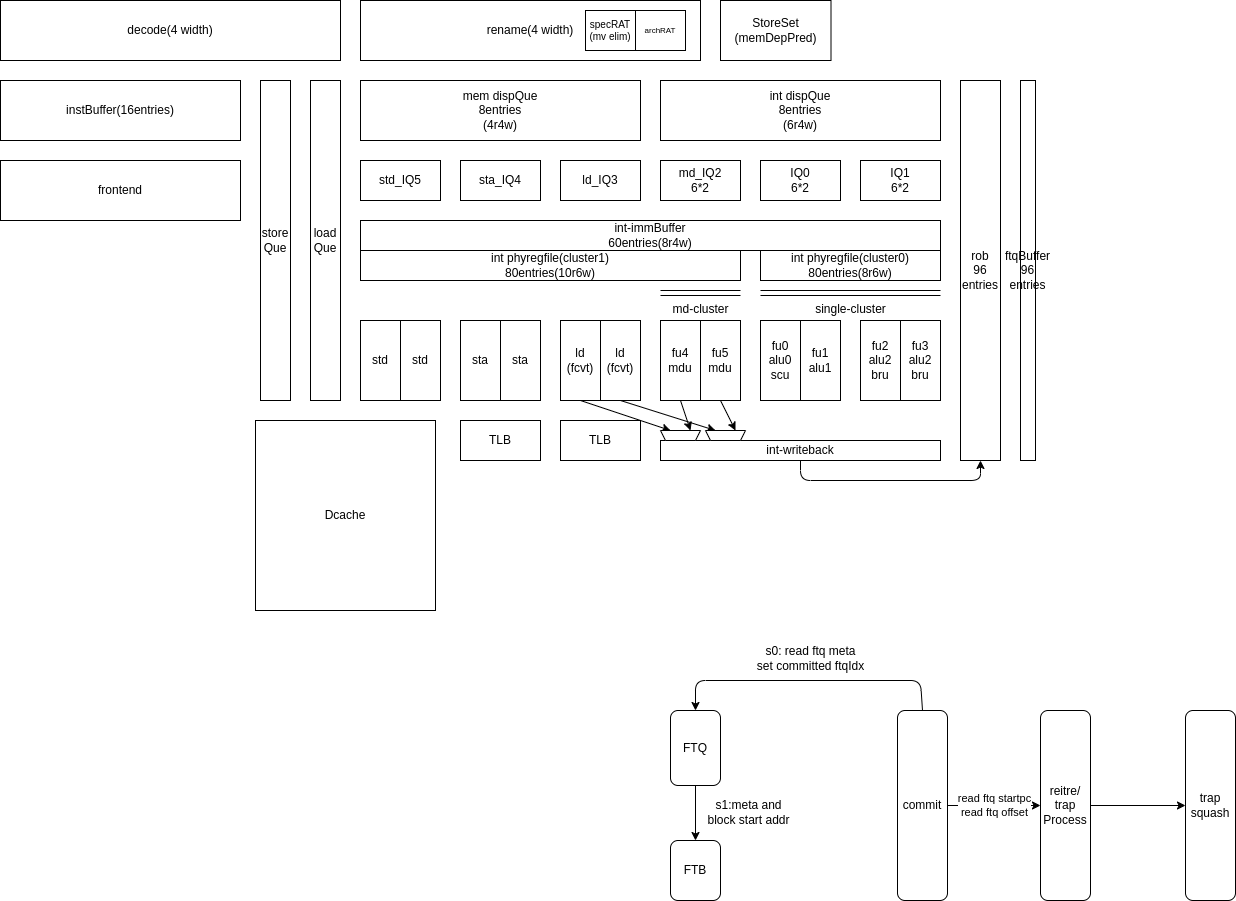 decode(4 width)
rename(4 width)
specRAT
(mv elim)
archRAT
StoreSet
(memDepPred)
instBuffer(16entries)
mem dispQue
8entries
(4r4w)
int dispQue
8entries
(6r4w)
frontend
store
Que
load
Que
std_IQ5
sta_IQ4
ld_IQ3
md_IQ2
6*2
IQ0
6*2
IQ1
6*2
int-immBuffer
60entries(8r4w)
int phyregfile(cluster1)
80entries(10r6w)
int phyregfile(cluster0)
80entries(8r6w)
rob
96
entries
ftqBuffer
96
entries
md-cluster
single-cluster
std
std
sta
sta
ld
(fcvt)
ld
(fcvt)
fu4
mdu
fu5
mdu
fu0
alu0
scu
fu1
alu1
fu2
alu2
bru
fu3
alu2
bru
TLB
TLB
int-writeback
Dcache
s0: read ftq meta
set committed ftqIdx
FTQ
s1:meta and
block start addr
FTB
commit
read ftq startpc
read ftq offset
reitre/
trap
Process
trap
squash